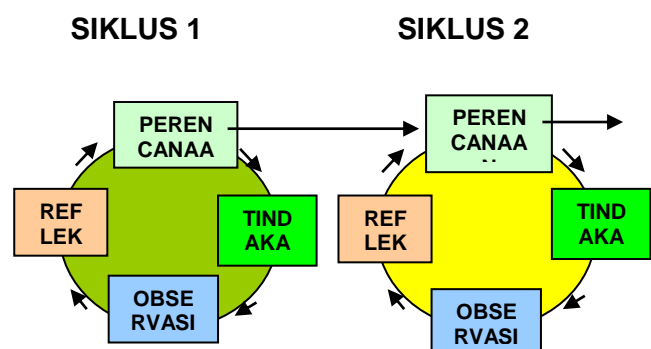 SIKLUS 1
SIKLUS 2
PEREN
CANAA
REF
LEK
TIND
AKA
OBSE
RVASI
PEREN
CANAA
REF
LEK
TIND
AKA
OBSE
RVASI